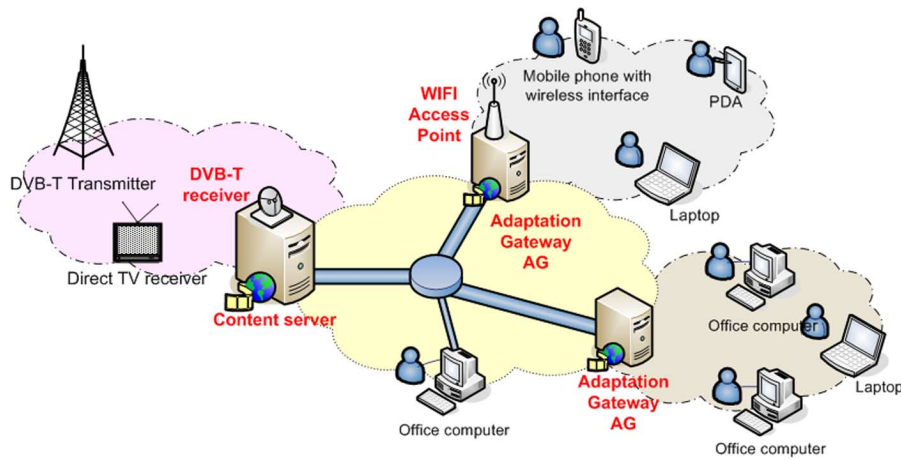 Mobile phone with
wireless interface
PDA
WIFI
Access
Point
DVB-T Transmitter
DVB-T
receiver
Laptop
Adaptation
Gateway
AG
Direct TV receiver
Content server
Office computer
Laptop
Adaptation
Gateway
AG
Office computer
Office computer